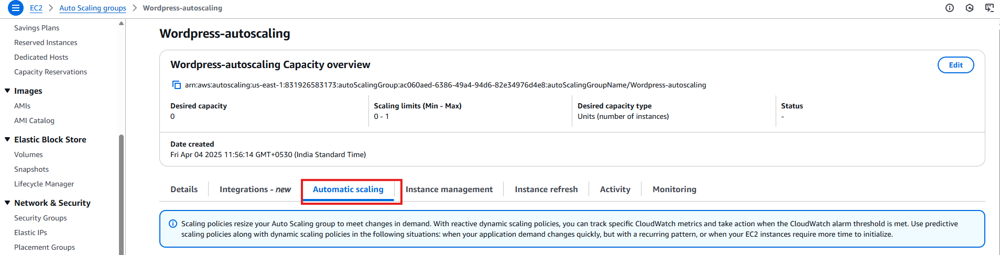 EC2 > Auto Scaling groups > Wordpress-autoscaling
Savings Plans
Reserved Instances
Dedicated Hosts
Capacity Reservations
Images
AMIs
AMI Catalog
Elastic Block Store
Volumes
Snapshots
Lifecycle Manager
Network & Security
Security Groups
Elastic IPs
Placement Groups
Wordpress-autoscaling
Wordpress-autoscaling Capacity overview
Edit
arn:aws:autoscaling:us-east-1:831926583173:autoScalingGroup:ac060aed-6386-49a4-94d6-82e34976d4e8:autoScalingGroupName/Wordpress-autoscaling
Desired capacity
0
Scaling limits (Min - Max)
0 - 1
Desired capacity type
Units (number of instances)
Status
-
Date created
Fri Apr 04 2025 11:56:14 GMT+0530 (India Standard Time)
Details Integrations - new Automatic scaling Instance management Instance refresh Activity Monitoring
Scaling policies resize your Auto Scaling group to meet changes in demand. With reactive dynamic scaling policies, you can track specific CloudWatch metrics and take action when the CloudWatch alarm threshold is met. Use predictive
scaling policies along with dynamic scaling policies in the following situations: when your application demand changes quickly, but with a recurring pattern, or when your EC2 instances require more time to initialize.